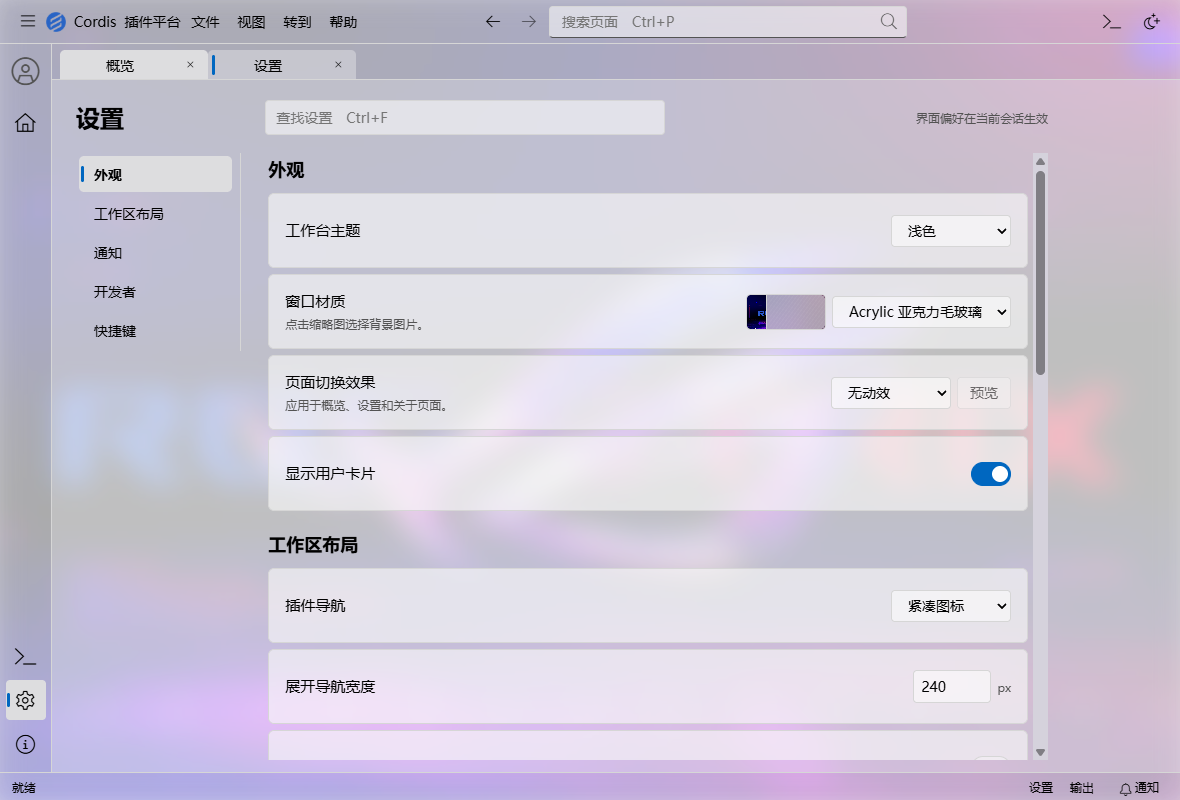 Cordis 插件平台 文件 视图 转到 帮助 搜索页面 Ctrl+P
概览 × 设置 ×
设置
查找设置 Ctrl+F
界面偏好在当前会话生效
外观
工作区布局
通知
开发者
快捷键
外观
工作台主题 浅色
窗口材质
点击缩略图选择背景图片。
Acrylic 亚克力毛玻璃
页面切换效果
应用于概览、设置和关于页面。
无动效 预览
显示用户卡片
工作区布局
插件导航 紧凑图标
展开导航宽度 240 px
就绪 设置 输出 通知